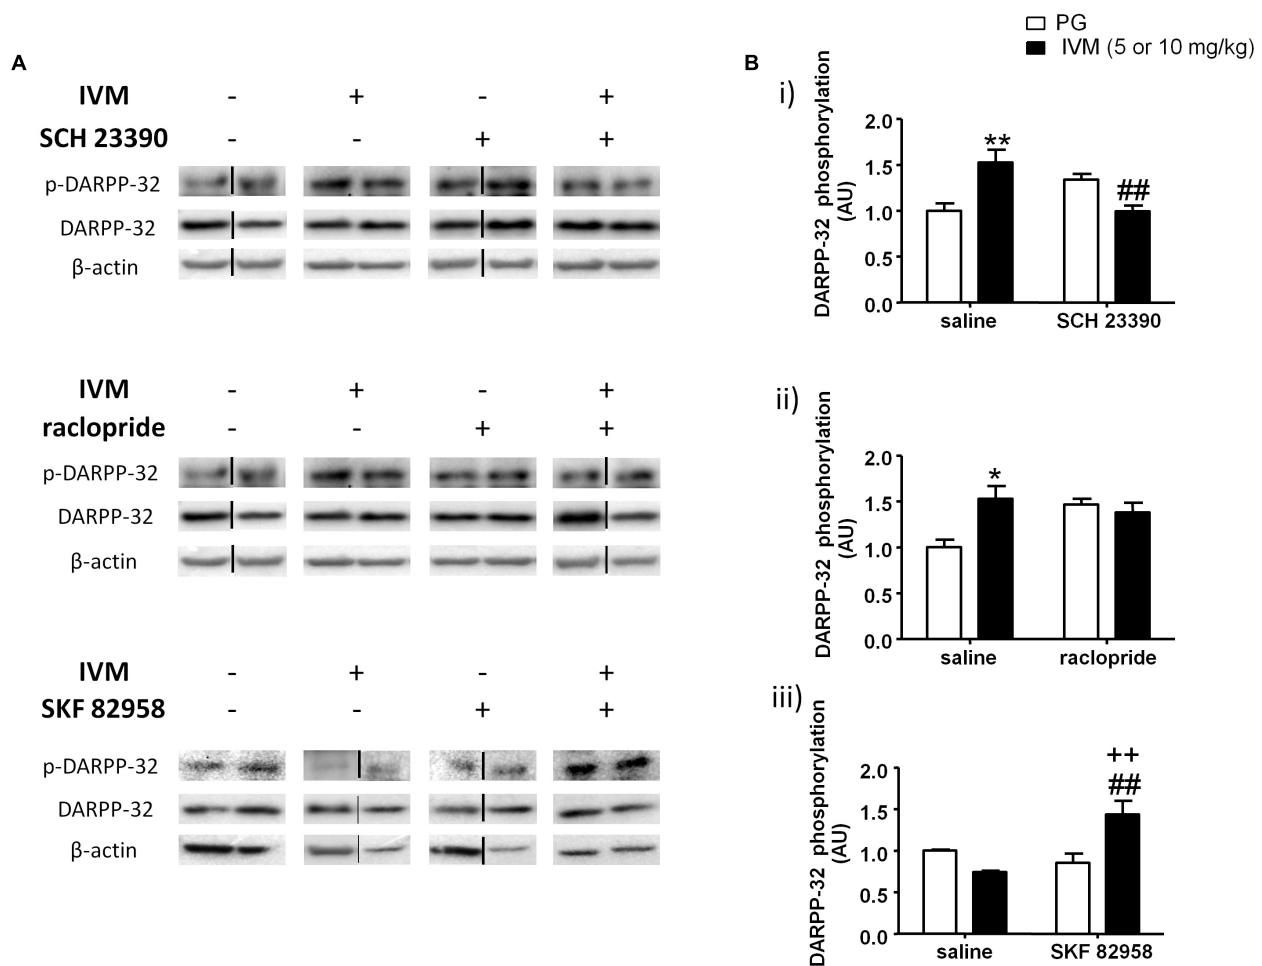 A
IVM - + - +
SCH 23390 - - + +
p-DARPP-32
DARPP-32
β-actin
IVM - + - +
raclopride - - + +
p-DARPP-32
DARPP-32
β-actin
IVM - + - +
SKF 82958 - - + +
p-DARPP-32
DARPP-32
β-actin
B
PG
IVM (5 or 10 mg/kg)
i)
DARPP-32 phosphorylation
(AU)
2.0
1.5
1.0
0.5
0.0
**
##
saline SCH 23390
ii)
DARPP-32 phosphorylation
(AU)
2.0
1.5
1.0
0.5
0.0
*
saline raclopride
iii)
DARPP-32 phosphorylation
(AU)
2.0
1.5
1.0
0.5
0.0
++
##
saline SKF 82958